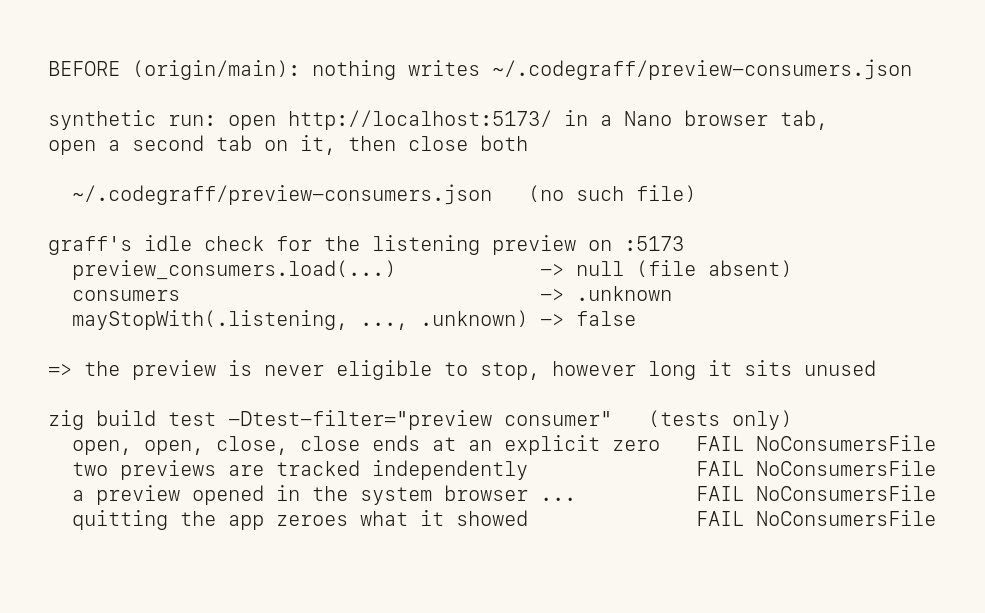 BEFORE (origin/main): nothing writes ~/.codegraff/preview-consumers.json
synthetic run: open http://localhost:5173/ in a Nano browser tab,
open a second tab on it, then close both
~/.codegraff/preview-consumers.json   (no such file)
graff's idle check for the listening preview on :5173
preview_consumers.load(...)            -> null (file absent)
consumers                              -> .unknown
mayStopWith(.listening, ..., .unknown) -> false
=> the preview is never eligible to stop, however long it sits unused
zig build test -Dtest-filter="preview consumer"   (tests only)
open, open, close, close ends at an explicit zero   FAIL NoConsumersFile
two previews are tracked independently              FAIL NoConsumersFile
a preview opened in the system browser ...          FAIL NoConsumersFile
quitting the app zeroes what it showed              FAIL NoConsumersFile